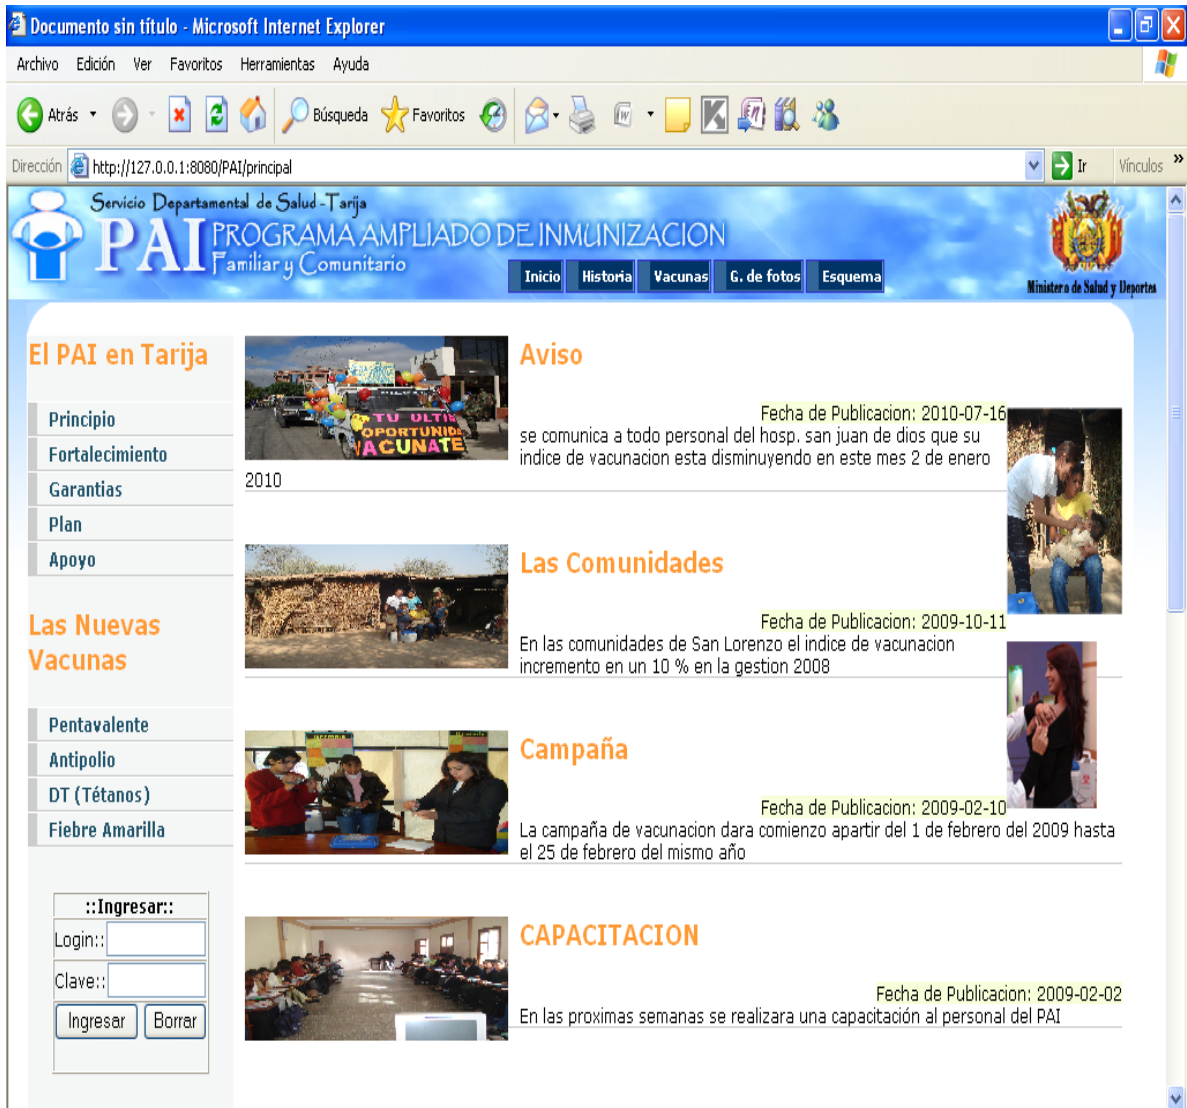 Documento sin título - Microsoft Internet Explorer
Archivo Edición Ver Favoritos Herramientas Ayuda
Atrás Búsqueda Favoritos
Dirección http://127.0.0.1:8080/PAI/principal Ir Vínculos »
Servicio Departamental de Salud -Tarija
PAI PROGRAMA AMPLIADO DE INMUNIZACION
Familiar y Comunitario
Inicio Historia Vacunas G. de fotos Esquema
Ministero de Salud y Deportes
El PAI en Tarija
Principio
Fortalecimiento
Garantias
Plan
Apoyo
Las Nuevas
Vacunas
Pentavalente
Antipolio
DT (Tétanos)
Fiebre Amarilla
::Ingresar::
Login::
Clave::
Ingresar Borrar
TU ULTI
OPORTUNIDA
VACUNATE
Aviso
Fecha de Publicacion: 2010-07-16
se comunica a todo personal del hosp. san juan de dios que su
indice de vacunacion esta disminuyendo en este mes 2 de enero
2010
Las Comunidades
Fecha de Publicacion: 2009-10-11
En las comunidades de San Lorenzo el indice de vacunacion
incremento en un 10 % en la gestion 2008
Campaña
Fecha de Publicacion: 2009-02-10
La campaña de vacunacion dara comienzo apartir del 1 de febrero del 2009 hasta
el 25 de febrero del mismo año
CAPACITACION
Fecha de Publicacion: 2009-02-02
En las proximas semanas se realizara una capacitación al personal del PAI